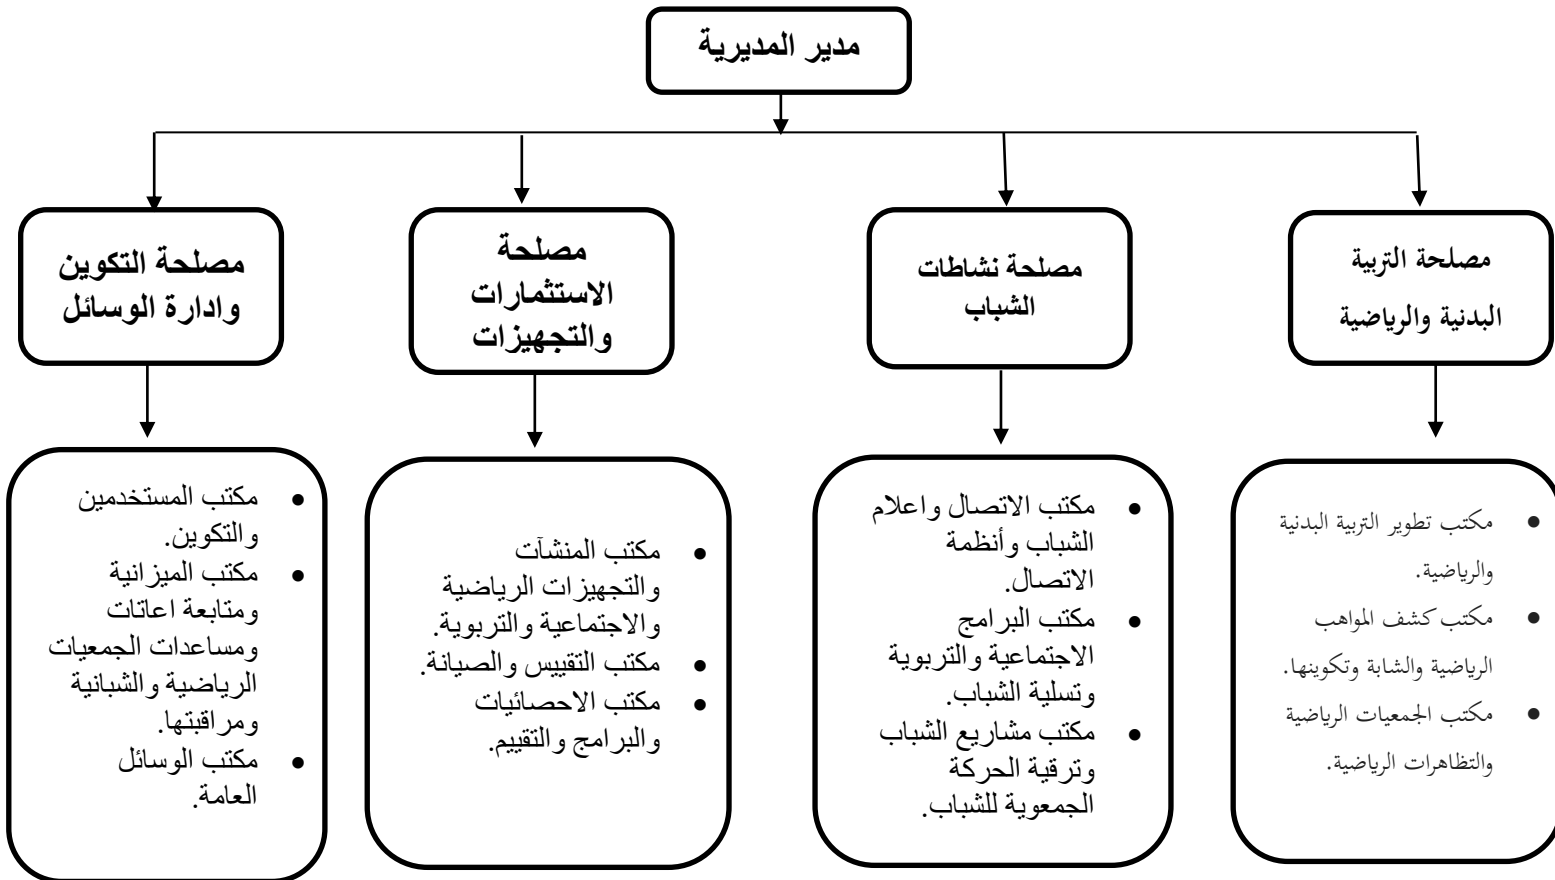 مدير المديرية
مصلحة التربية
البدنية والرياضية
مصلحة نشاطات
الشباب
مصلحة
الاستثمارات
والتجهيزات
مصلحة التكوين
وادارة الوسائل
• مكتب تطوير التربية البدنية
والرياضية.
• مكتب كشف المواهب
الرياضية والشابة وتكوينها.
• مكتب الجمعيات الرياضية
والتظاهرات الرياضية.
• مكتب الاتصال واعلام
الشباب وأنظمة
الاتصال.
• مكتب البرامج
الاجتماعية والتربوية
وتسلية الشباب.
• مكتب مشاريع الشباب
وترقية الحركة
الجمعوية للشباب.
• مكتب المنشآت
والتجهيزات الرياضية
والاجتماعية والتربوية.
• مكتب التقييس والصيانة.
• مكتب الاحصائيات
والبرامج والتقييم.
• مكتب المستخدمين
والتكوين.
• مكتب الميزانية
ومتابعة اعاتات
ومساعدات الجمعيات
الرياضية والشبانية
ومراقبتها.
• مكتب الوسائل
العامة.